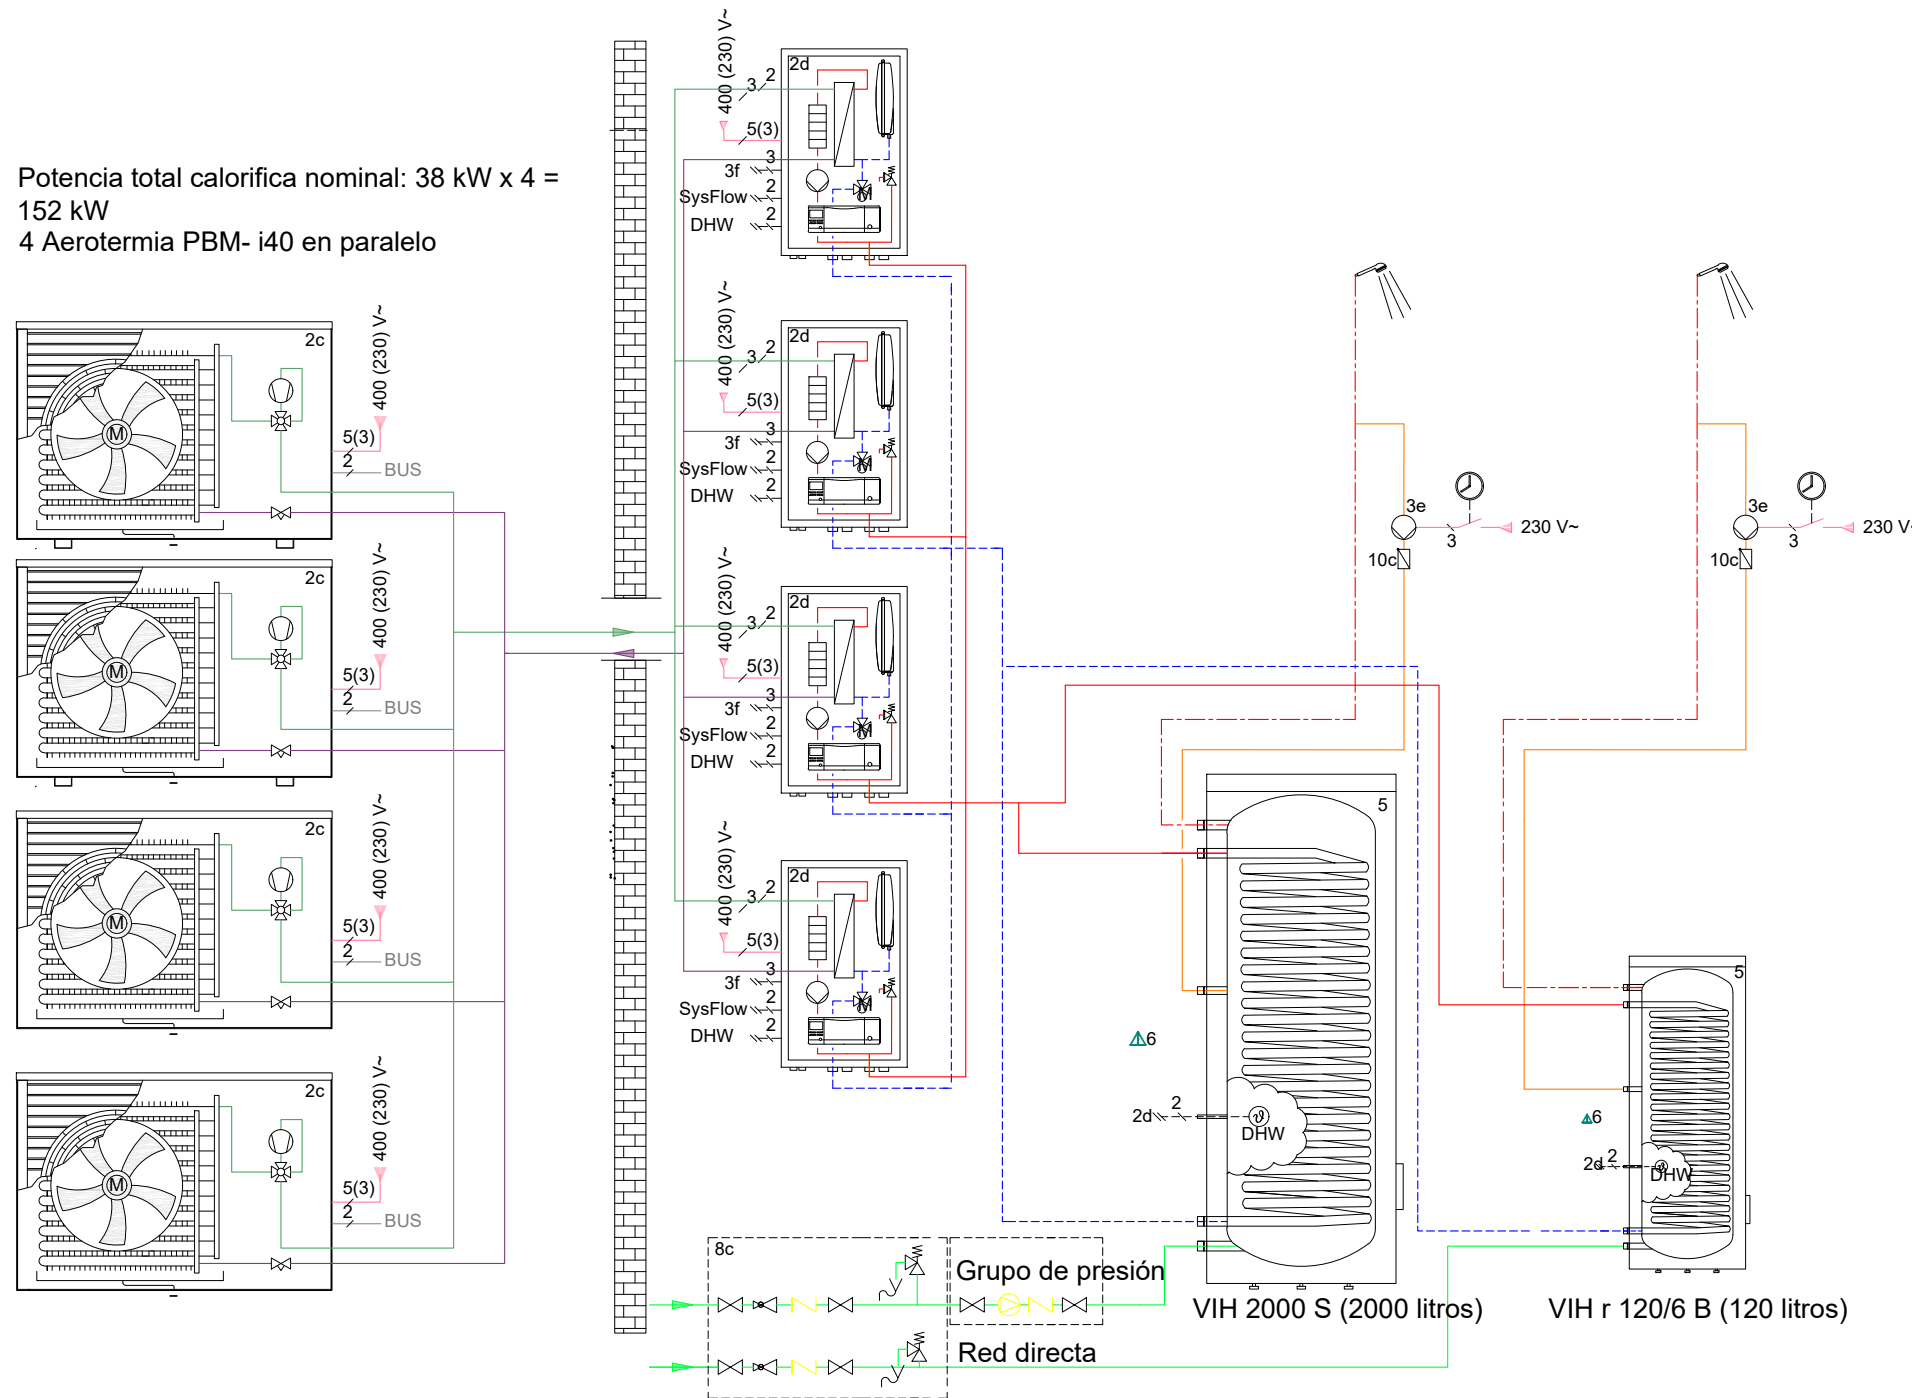 Potencia total calorifica nominal: 38 kW x 4 =
152 kW
4 Aerotermia PBM- i40 en paralelo
2c
400 (230) V~
5(3)
2
BUS
M
2c
400 (230) V~
5(3)
2
BUS
M
2c
400 (230) V~
5(3)
2
BUS
M
2c
400 (230) V~
5(3)
2
BUS
M
400 (230) V~
2d
3
2
5(3)
3
3f
2
SysFlow
2
DHW
M
400 (230) V~
2d
3
2
5(3)
3
3f
2
SysFlow
2
DHW
M
400 (230) V~
2d
3
2
5(3)
3
3f
2
SysFlow
2
DHW
M
400 (230) V~
2d
3
2
5(3)
3
3f
2
SysFlow
2
DHW
M
3e
3
230 V~
10c
3e
3
230 V~
10c
5
6
2d
2
DHW
5
6
2d
2
DHW
8c
Grupo de presión
Red directa
VIH 2000 S (2000 litros)
VIH r 120/6 B (120 litros)